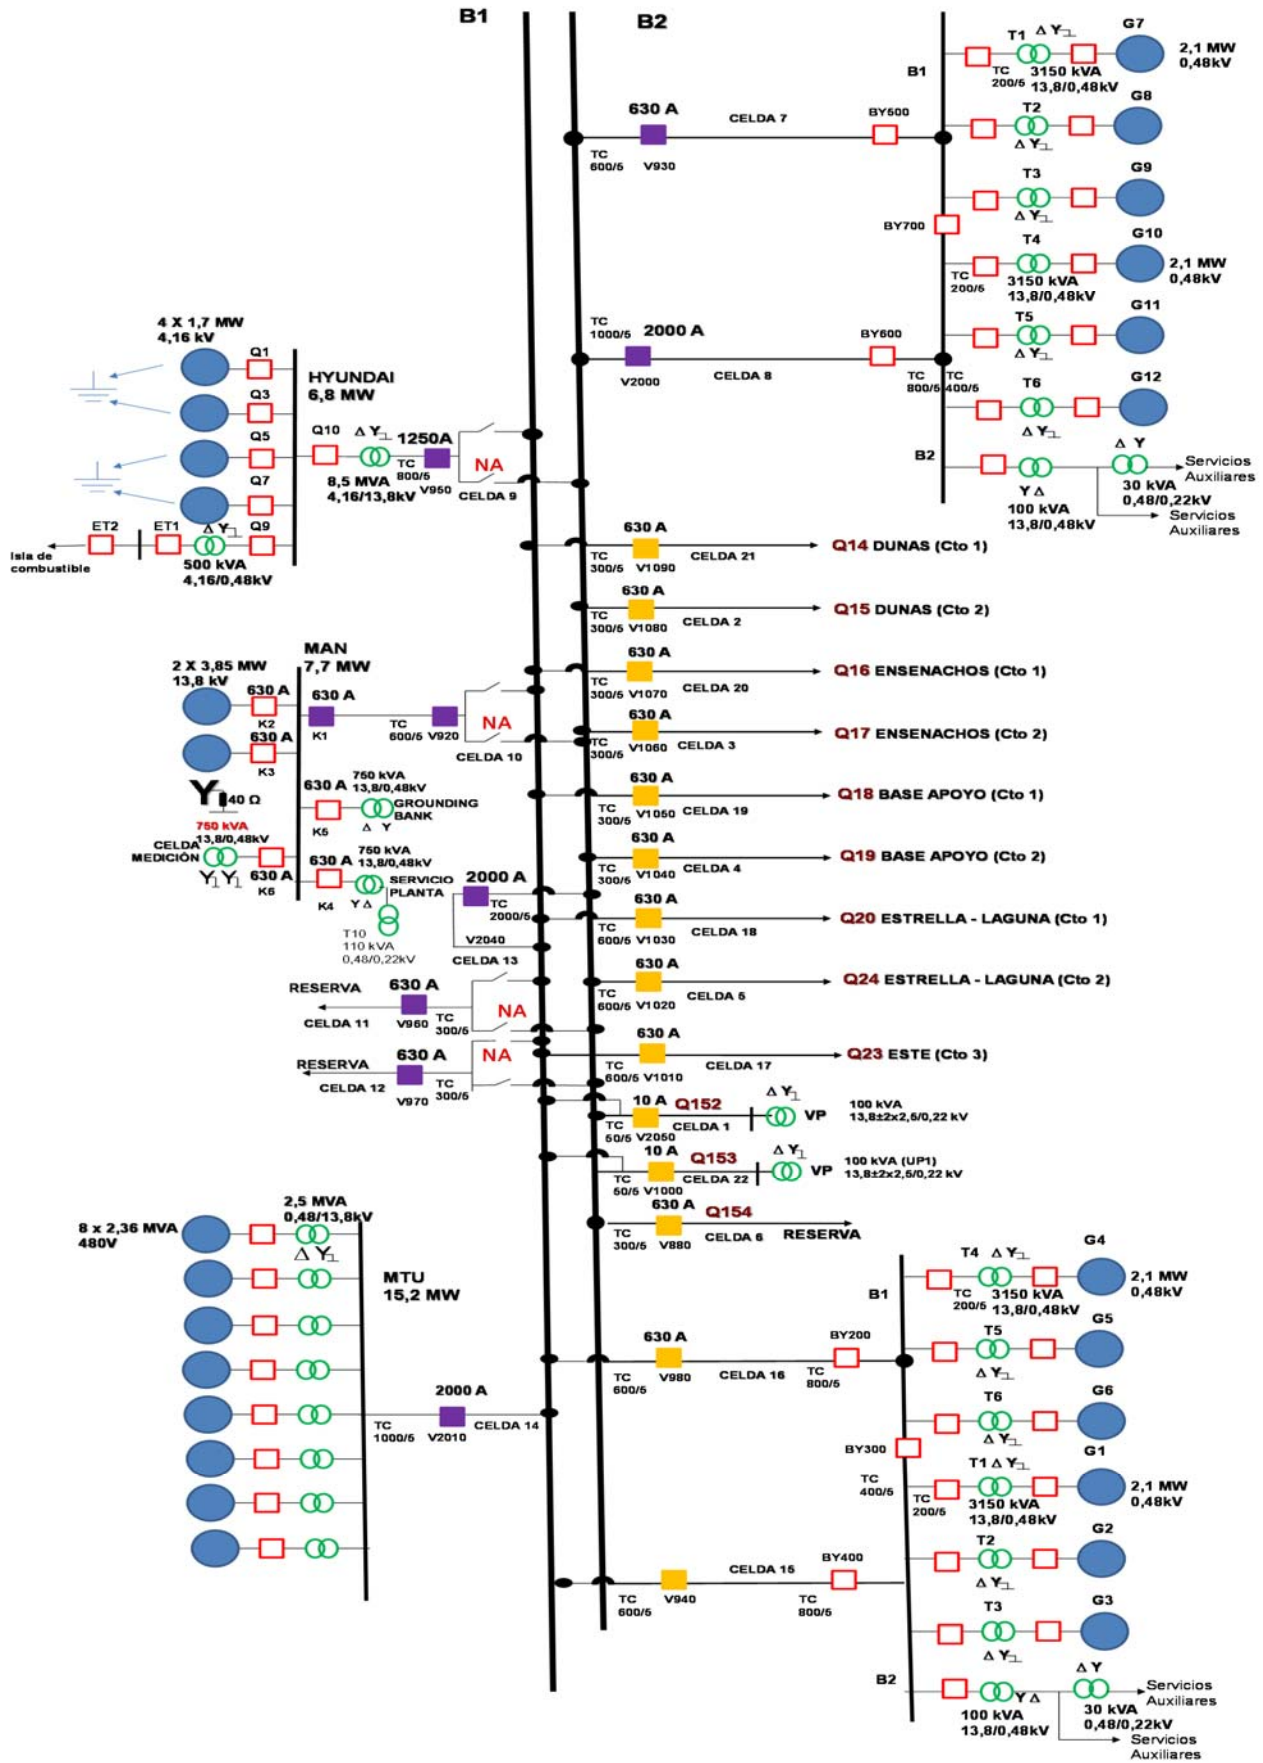 B1
B2
B1
T1 Δ Y
G7
2,1 MW
0,48kV
TC
200/5
3150 kVA
13,8/0,48kV
630 A
CELDA 7
BY500
TC
600/5
V930
T2
Δ Y
G8
T3
Δ Y
G9
BY700
T4
G10
2,1 MW
0,48kV
TC
200/5
3150 kVA
13,8/0,48kV
TC
1000/5
2000 A
V2000
CELDA 8
BY600
TC
800/5
TC
400/5
T5
Δ Y
G11
T6
Δ Y
G12
B2
Y Δ
100 kVA
13,8/0,48kV
Δ Y
30 kVA
0,48/0,22kV
Servicios
Auxiliares
Servicios
Auxiliares
4 X 1,7 MW
4,16 kV
Q1
Q3
Q5
Q7
Q9
HYUNDAI
6,8 MW
Q10
Δ Y
8,5 MVA
4,16/13,8kV
TC
800/5
1250A
V950
NA
CELDA 9
ET2
ET1
Δ Y
500 kVA
4,16/0,48kV
Isla de
combustible
630 A
TC
300/5
V1090
CELDA 21
Q14 DUNAS (Cto 1)
630 A
TC
300/5
V1080
CELDA 2
Q15 DUNAS (Cto 2)
630 A
TC
300/5
V1070
CELDA 20
Q16 ENSENACHOS (Cto 1)
630 A
TC
300/5
V1060
CELDA 3
Q17 ENSENACHOS (Cto 2)
630 A
TC
300/5
V1050
CELDA 19
Q18 BASE APOYO (Cto 1)
630 A
TC
300/5
V1040
CELDA 4
Q19 BASE APOYO (Cto 2)
630 A
TC
600/5
V1030
CELDA 18
Q20 ESTRELLA - LAGUNA (Cto 1)
630 A
TC
600/5
V1020
CELDA 5
Q24 ESTRELLA - LAGUNA (Cto 2)
630 A
TC
600/5
V1010
CELDA 17
Q23 ESTE (Cto 3)
10 A
Q152
TC
50/5
V2050
CELDA 1
Δ Y
VP
100 kVA
13,8±2x2,5/0,22 kV
10 A
Q153
TC
50/5
V1000
CELDA 22
Δ Y
VP
100 kVA (UP1)
13,8±2x2,5/0,22 kV
630 A
Q154
TC
300/5
V880
CELDA 6
RESERVA
MAN
7,7 MW
2 X 3,85 MW
13,8 kV
630 A
K2
630 A
K3
630 A
K1
TC
600/5
V920
NA
CELDA 10
Y
40 Ω
630 A
K5
750 kVA
13,8/0,48kV
Δ Y
GROUNDING
BANK
750 kVA
13,8/0,48kV
CELDA
MEDICIÓN
Y Y
630 A
K6
630 A
K4
750 kVA
13,8/0,48kV
Y Δ
SERVICIO
PLANTA
T10
110 kVA
0,48/0,22kV
2000 A
TC
2000/5
V2040
CELDA 13
RESERVA
CELDA 11
630 A
V960
TC
300/5
NA
RESERVA
CELDA 12
630 A
V970
TC
300/5
NA
8 x 2,36 MVA
480V
2,5 MVA
0,48/13,8kV
Δ Y
MTU
15,2 MW
TC
1000/5
2000 A
V2010
CELDA 14
630 A
TC
600/5
V980
CELDA 16
BY200
TC
800/5
B1
T4 Δ Y
G4
2,1 MW
0,48kV
TC
200/5
3150 kVA
13,8/0,48kV
T5
Δ Y
G5
T6
Δ Y
G6
BY300
TC
400/5
T1 Δ Y
G1
2,1 MW
0,48kV
TC
200/5
3150 kVA
13,8/0,48kV
T2
Δ Y
G2
TC
600/5
V940
CELDA 15
BY400
TC
800/5
T3
Δ Y
G3
B2
Y Δ
100 kVA
13,8/0,48kV
Δ Y
30 kVA
0,48/0,22kV
Servicios
Auxiliares
Servicios
Auxiliares